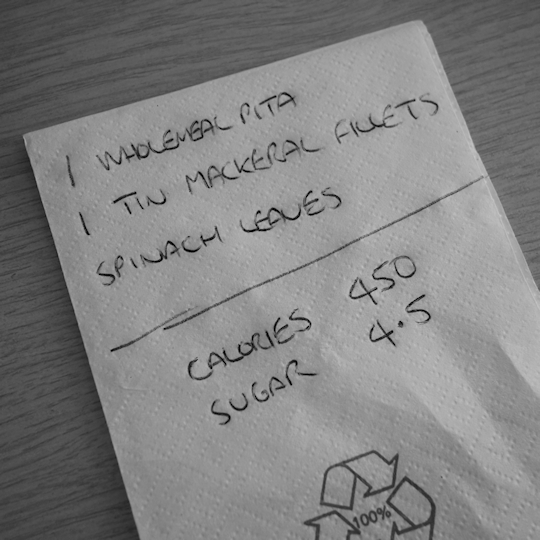 1 WHOLEMEAL PITA
1 TIN MACKERAL FILLETS
SPINACH LEAVES
CALORIES 450
SUGAR 4.5
100%